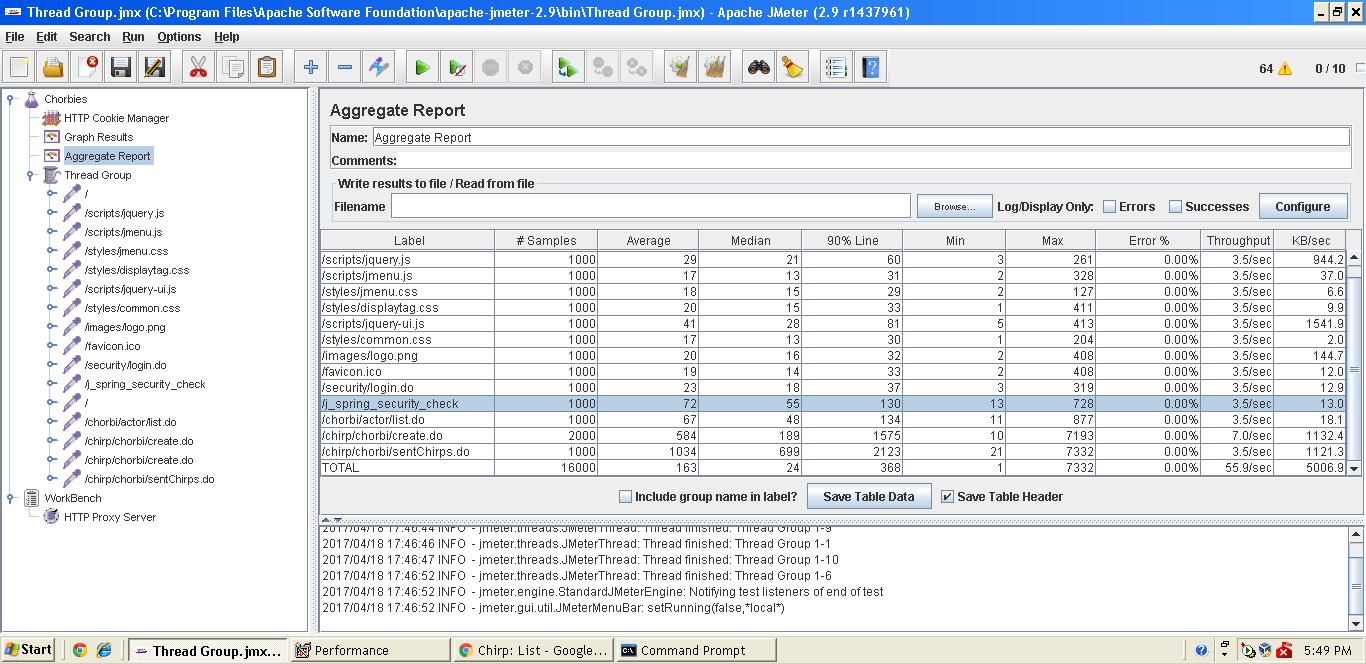 Thread Group.jmx (C:\Program Files\Apache Software Foundation\apache-jmeter-2.9\bin\Thread Group.jmx) - Apache JMeter (2.9 r1437961)
File Edit Search Run Options Help
64 0 / 10
Chorbies
HTTP Cookie Manager
Graph Results
Aggregate Report
Thread Group
/
/scripts/jquery.js
/scripts/jmenu.js
/styles/jmenu.css
/styles/displaytag.css
/scripts/jquery-ui.js
/styles/common.css
/images/logo.png
/favicon.ico
/security/login.do
/j_spring_security_check
/
/chorbi/actor/list.do
/chirp/chorbi/create.do
/chirp/chorbi/create.do
/chirp/chorbi/sentChirps.do
WorkBench
HTTP Proxy Server
Aggregate Report
Name: Aggregate Report
Comments:
Write results to file / Read from file
Filename Browse... Log/Display Only: Errors Successes Configure
Label # Samples Average Median 90% Line Min Max Error % Throughput KB/sec
/scripts/jquery.js 1000 29 21 60 3 261 0.00% 3.5/sec 944.2
/scripts/jmenu.js 1000 17 13 31 2 328 0.00% 3.5/sec 37.0
/styles/jmenu.css 1000 18 15 29 2 127 0.00% 3.5/sec 6.6
/styles/displaytag.css 1000 20 15 33 1 411 0.00% 3.5/sec 9.9
/scripts/jquery-ui.js 1000 41 28 81 5 413 0.00% 3.5/sec 1541.9
/styles/common.css 1000 17 13 30 1 204 0.00% 3.5/sec 2.0
/images/logo.png 1000 20 16 32 2 408 0.00% 3.5/sec 144.7
/favicon.ico 1000 19 14 33 2 408 0.00% 3.5/sec 12.0
/security/login.do 1000 23 18 37 3 319 0.00% 3.5/sec 12.9
/j_spring_security_check 1000 72 55 130 13 728 0.00% 3.5/sec 13.0
/chorbi/actor/list.do 1000 67 48 134 11 877 0.00% 3.5/sec 18.1
/chirp/chorbi/create.do 2000 584 189 1575 10 7193 0.00% 7.0/sec 1132.4
/chirp/chorbi/sentChirps.do 1000 1034 699 2123 21 7332 0.00% 3.5/sec 1121.3
TOTAL 16000 163 24 368 1 7332 0.00% 55.9/sec 5006.9
Include group name in label? Save Table Data Save Table Header
2017/04/18 17:46:44 INFO - jmeter.threads.JMeterThread: Thread finished: Thread Group 1-9
2017/04/18 17:46:46 INFO - jmeter.threads.JMeterThread: Thread finished: Thread Group 1-1
2017/04/18 17:46:47 INFO - jmeter.threads.JMeterThread: Thread finished: Thread Group 1-10
2017/04/18 17:46:52 INFO - jmeter.threads.JMeterThread: Thread finished: Thread Group 1-6
2017/04/18 17:46:52 INFO - jmeter.engine.StandardJMeterEngine: Notifying test listeners of end of test
2017/04/18 17:46:52 INFO - jmeter.gui.util.JMeterMenuBar: setRunning(false,*local*)
Start Thread Group.jmx... Performance Chirp: List - Google... Command Prompt 5:49 PM